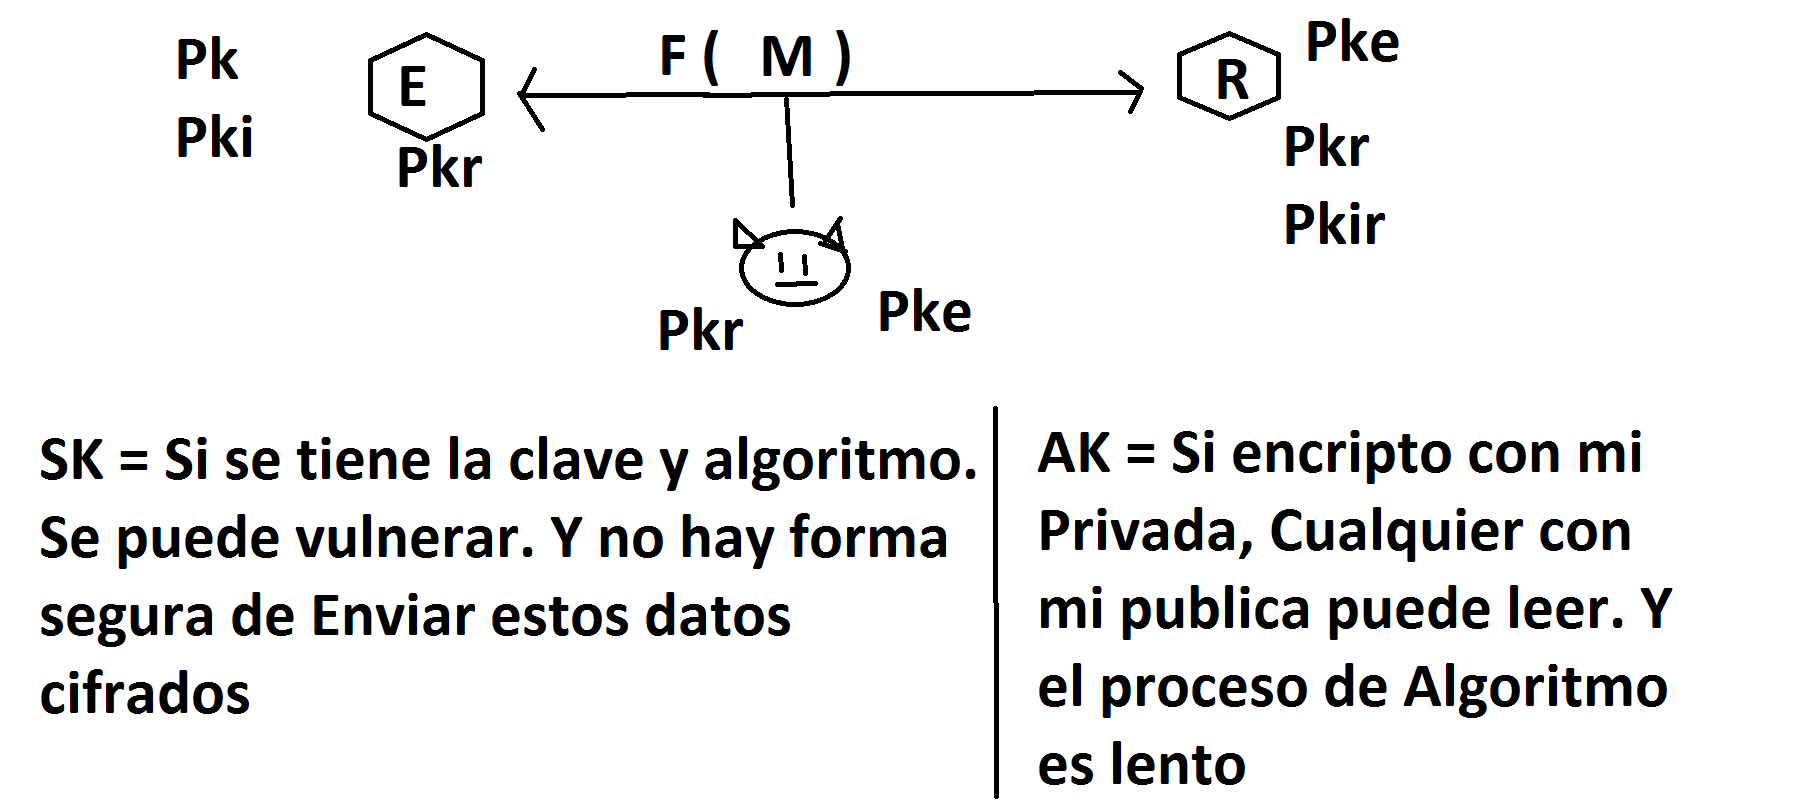 Pk
Pki
E
Pkr
F ( M )
R
Pke
Pkr
Pkir
Pkr
Pke
SK = Si se tiene la clave y algoritmo.
Se puede vulnerar. Y no hay forma
segura de Enviar estos datos
cifrados
AK = Si encripto con mi
Privada, Cualquier con
mi publica puede leer. Y
el proceso de Algoritmo
es lento